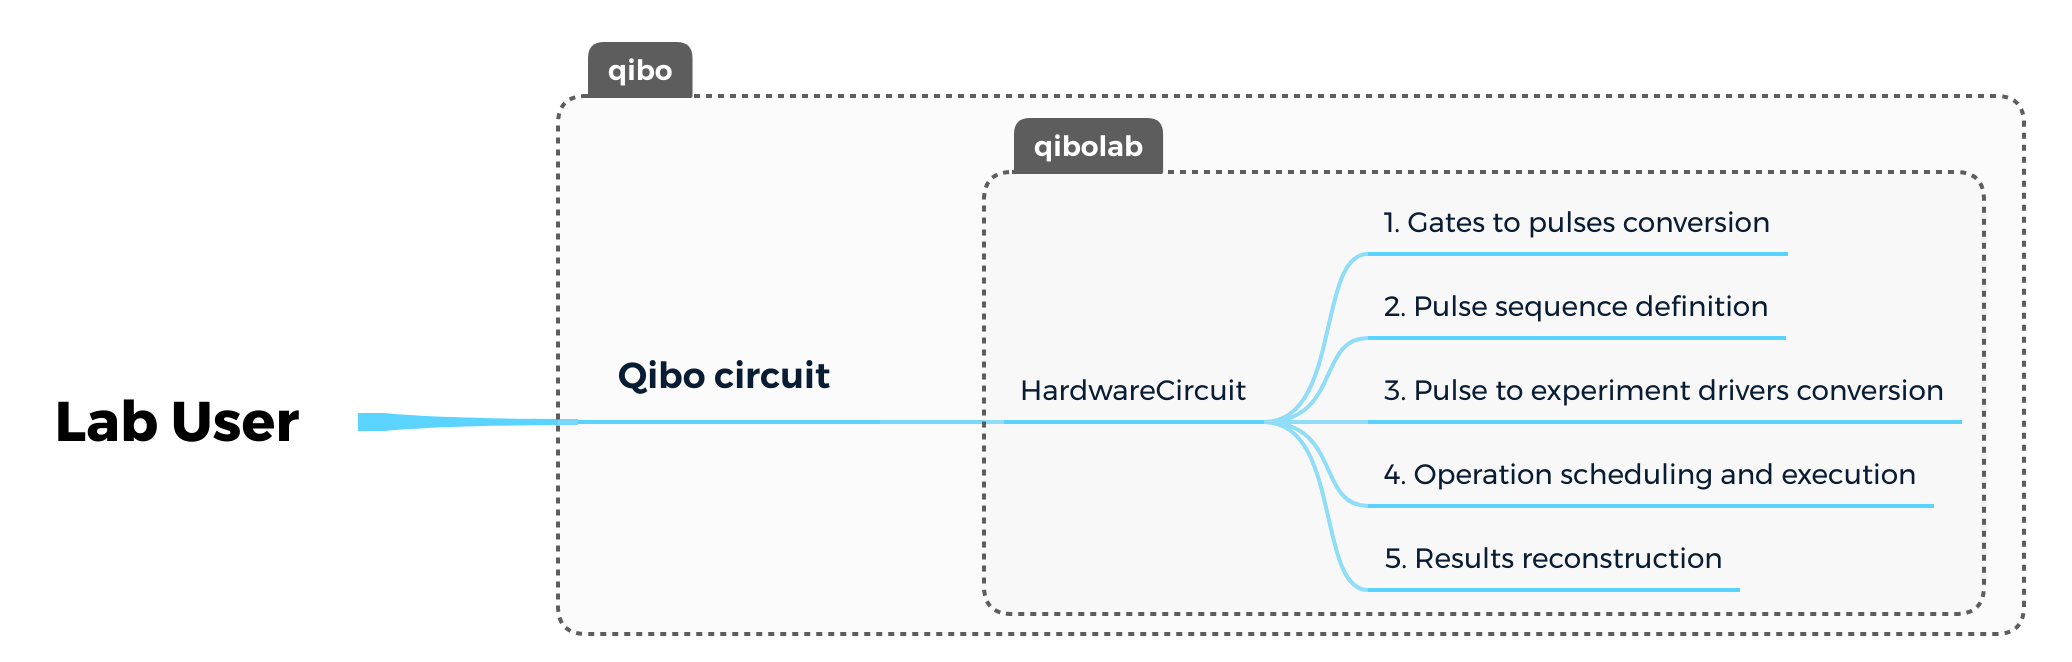 qibo
qibolab
1. Gates to pulses conversion
2. Pulse sequence definition
Qibo circuit
HardwareCircuit
3. Pulse to experiment drivers conversion
Lab User
4. Operation scheduling and execution
5. Results reconstruction